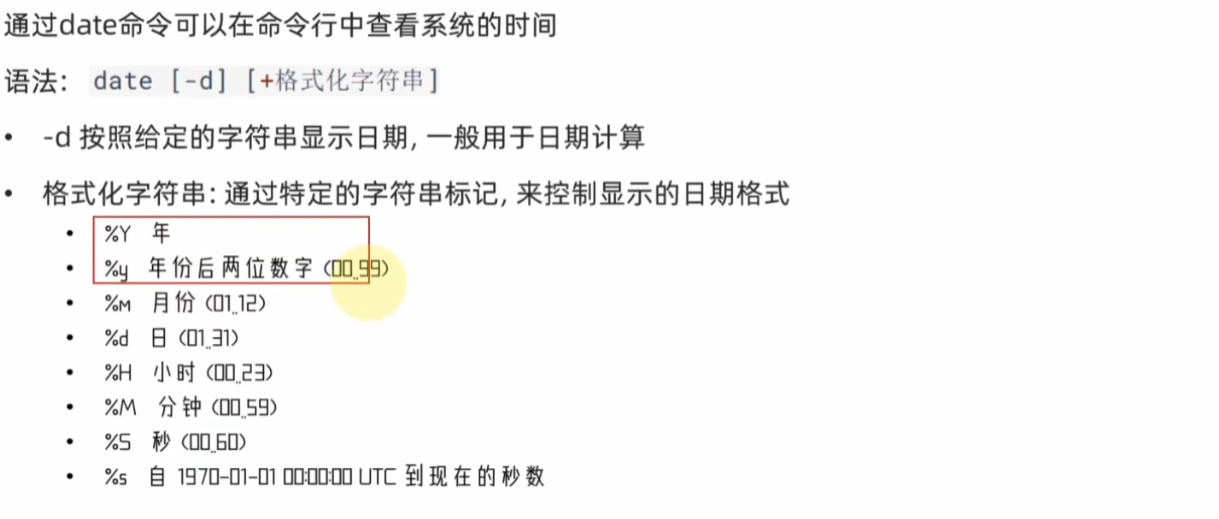 通过date命令可以在命令行中查看系统的时间
语法： date [-d] [+格式化字符串]
• -d 按照给定的字符串显示日期，一般用于日期计算
• 格式化字符串：通过特定的字符串标记，来控制显示的日期格式
• %Y 年
• %y 年份后两位数字 (00..99)
• %m 月份 (01..12)
• %d 日 (01..31)
• %H 小时 (00..23)
• %M 分钟 (00..59)
• %S 秒 (00..60)
• %s 自 1970-01-01 00:00:00 UTC 到现在的秒数